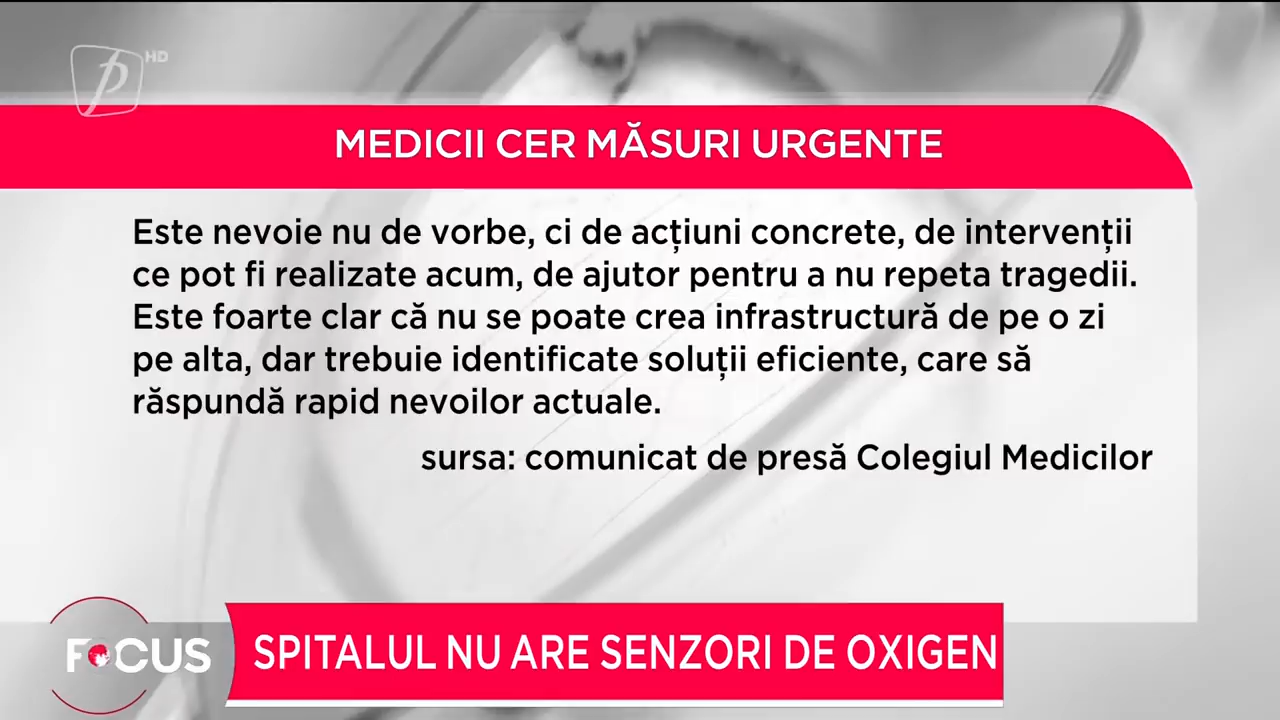 HD
MEDICII CER MĂSURI URGENTE
Este nevoie nu de vorbe, ci de acțiuni concrete, de intervenții
ce pot fi realizate acum, de ajutor pentru a nu repeta tragedii.
Este foarte clar că nu se poate crea infrastructură de pe o zi
pe alta, dar trebuie identificate soluții eficiente, care să
răspundă rapid nevoilor actuale.
sursa: comunicat de presă Colegiul Medicilor
FOCUS
SPITALUL NU ARE SENZORI DE OXIGEN